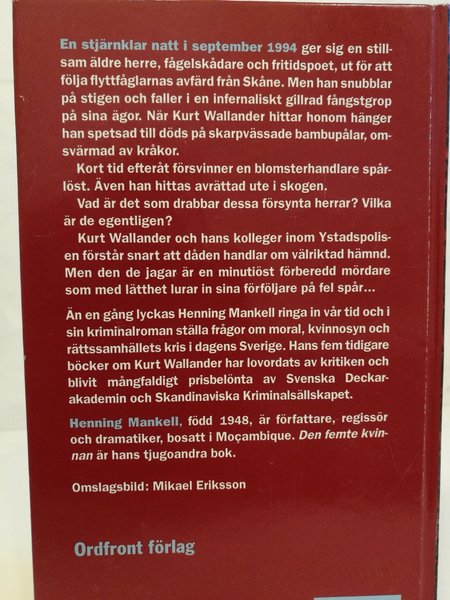 En stjärnklar natt i september 1994 ger sig en still-
sam äldre herre, fågelskådare och fritidspoet, ut för att
följa flyttfåglarnas avfärd från Skåne. Men han snubblar
på stigen och faller i en infernaliskt gillrad fångstgrop
på sina ägor. När Kurt Wallander hittar honom hänger
han spetsad till döds på skarpvässade bambupålar, om-
svärmad av kråkor.
Kort tid efteråt försvinner en blomsterhandlare spår-
löst. Även han hittas avrättad ute i skogen.
Vad är det som drabbar dessa försynta herrar? Vilka
är de egentligen?
Kurt Wallander och hans kolleger inom Ystadspolis-
en förstår snart att dåden handlar om välriktad hämnd.
Men den de jagar är en minutiöst förberedd mördare
som med lätthet lurar in sina förföljare på fel spår...
Än en gång lyckas Henning Mankell ringa in vår tid och i
sin kriminalroman ställa frågor om moral, kvinnosyn och
rättssamhällets kris i dagens Sverige. Hans fem tidigare
böcker om Kurt Wallander har lovordats av kritiken och
blivit mångfaldigt prisbelönta av Svenska Deckar-
akademin och Skandinaviska Kriminalsällskapet.
Henning Mankell, född 1948, är författare, regissör
och dramatiker, bosatt i Moçambique. Den femte kvin-
nan är hans tjugoandra bok.
Omslagsbild: Mikael Eriksson
Ordfront förlag